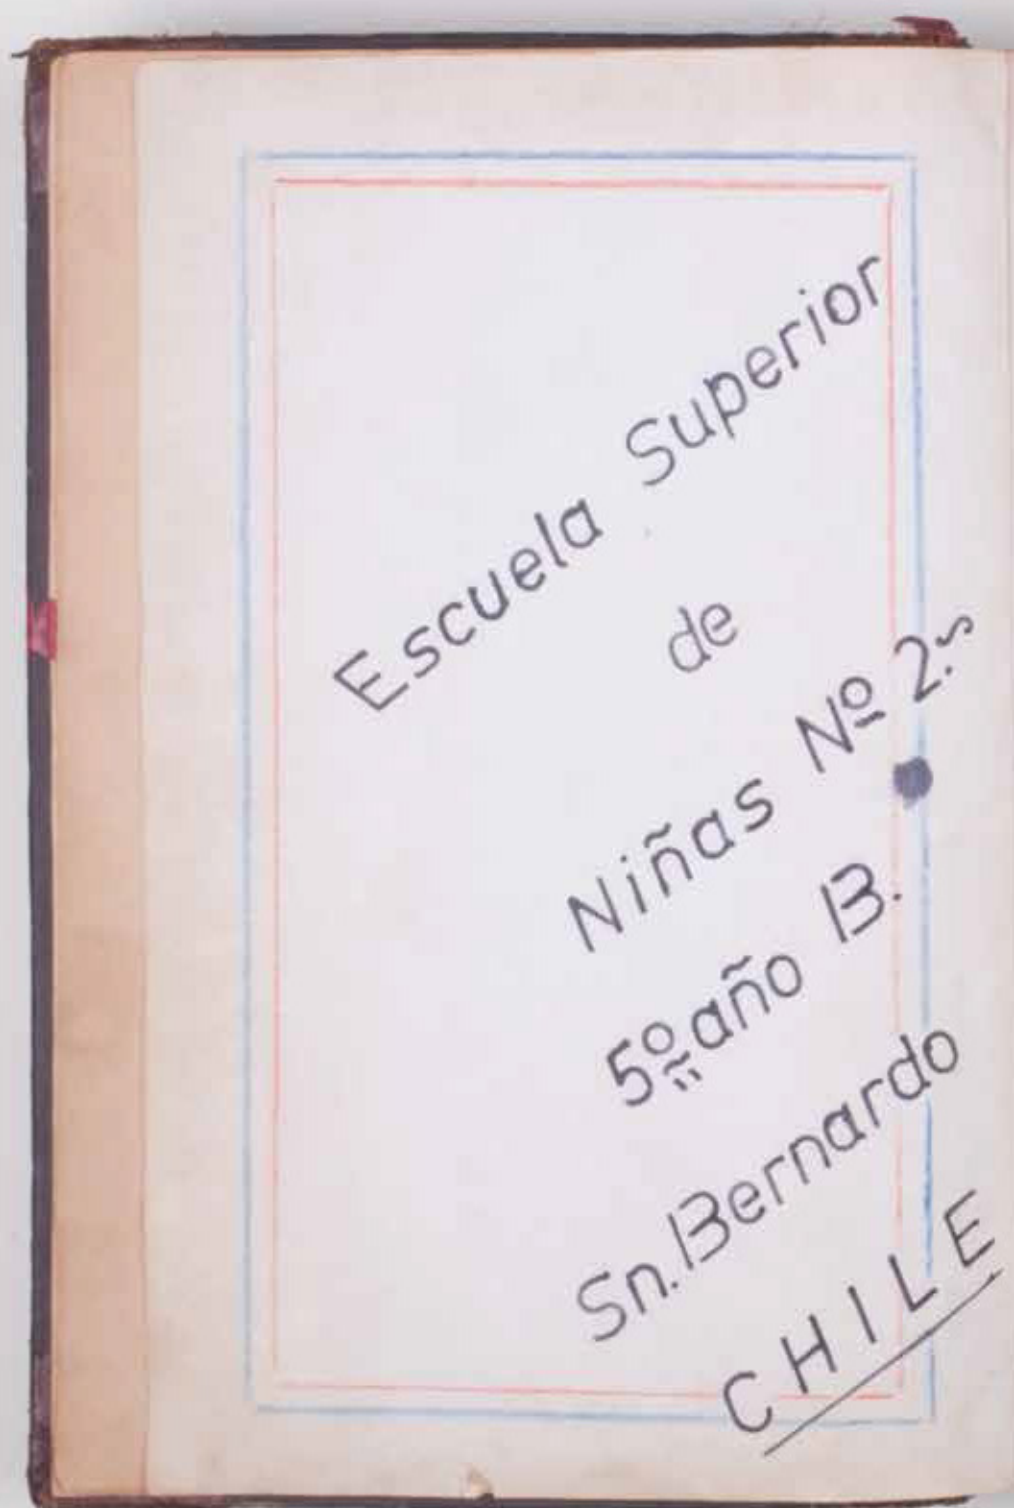 Escuela Superior
de
Niñas Nº 2.~
5º año B.
Sn. Bernardo
CHILE